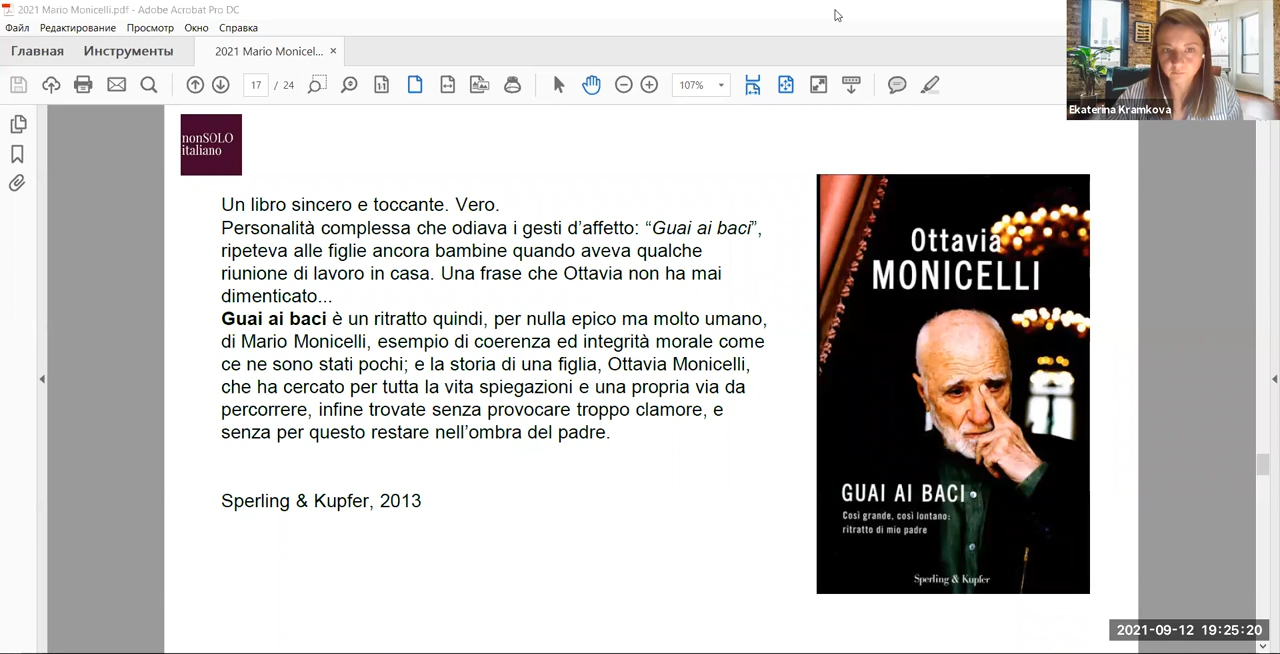 2021 Mario Monicelli.pdf - Adobe Acrobat Pro DC
Файл Редактирование Просмотр Окно Справка
Главная Инструменты 2021 Mario Monicel... ×
17 / 24 107%
Ekaterina Kramkova
nonSOLO
italiano
Un libro sincero e toccante. Vero.
Personalità complessa che odiava i gesti d’affetto: “Guai ai baci”,
ripeteva alle figlie ancora bambine quando aveva qualche
riunione di lavoro in casa. Una frase che Ottavia non ha mai
dimenticato...
Guai ai baci è un ritratto quindi, per nulla epico ma molto umano,
di Mario Monicelli, esempio di coerenza ed integrità morale come
ce ne sono stati pochi; e la storia di una figlia, Ottavia Monicelli,
che ha cercato per tutta la vita spiegazioni e una propria via da
percorrere, infine trovate senza provocare troppo clamore, e
senza per questo restare nell’ombra del padre.
Sperling & Kupfer, 2013
Ottavia
MONICELLI
GUAI AI BACI
Così grande, così lontano:
ritratto di mio padre
Sperling & Kupfer
2021-09-12 19:25:20